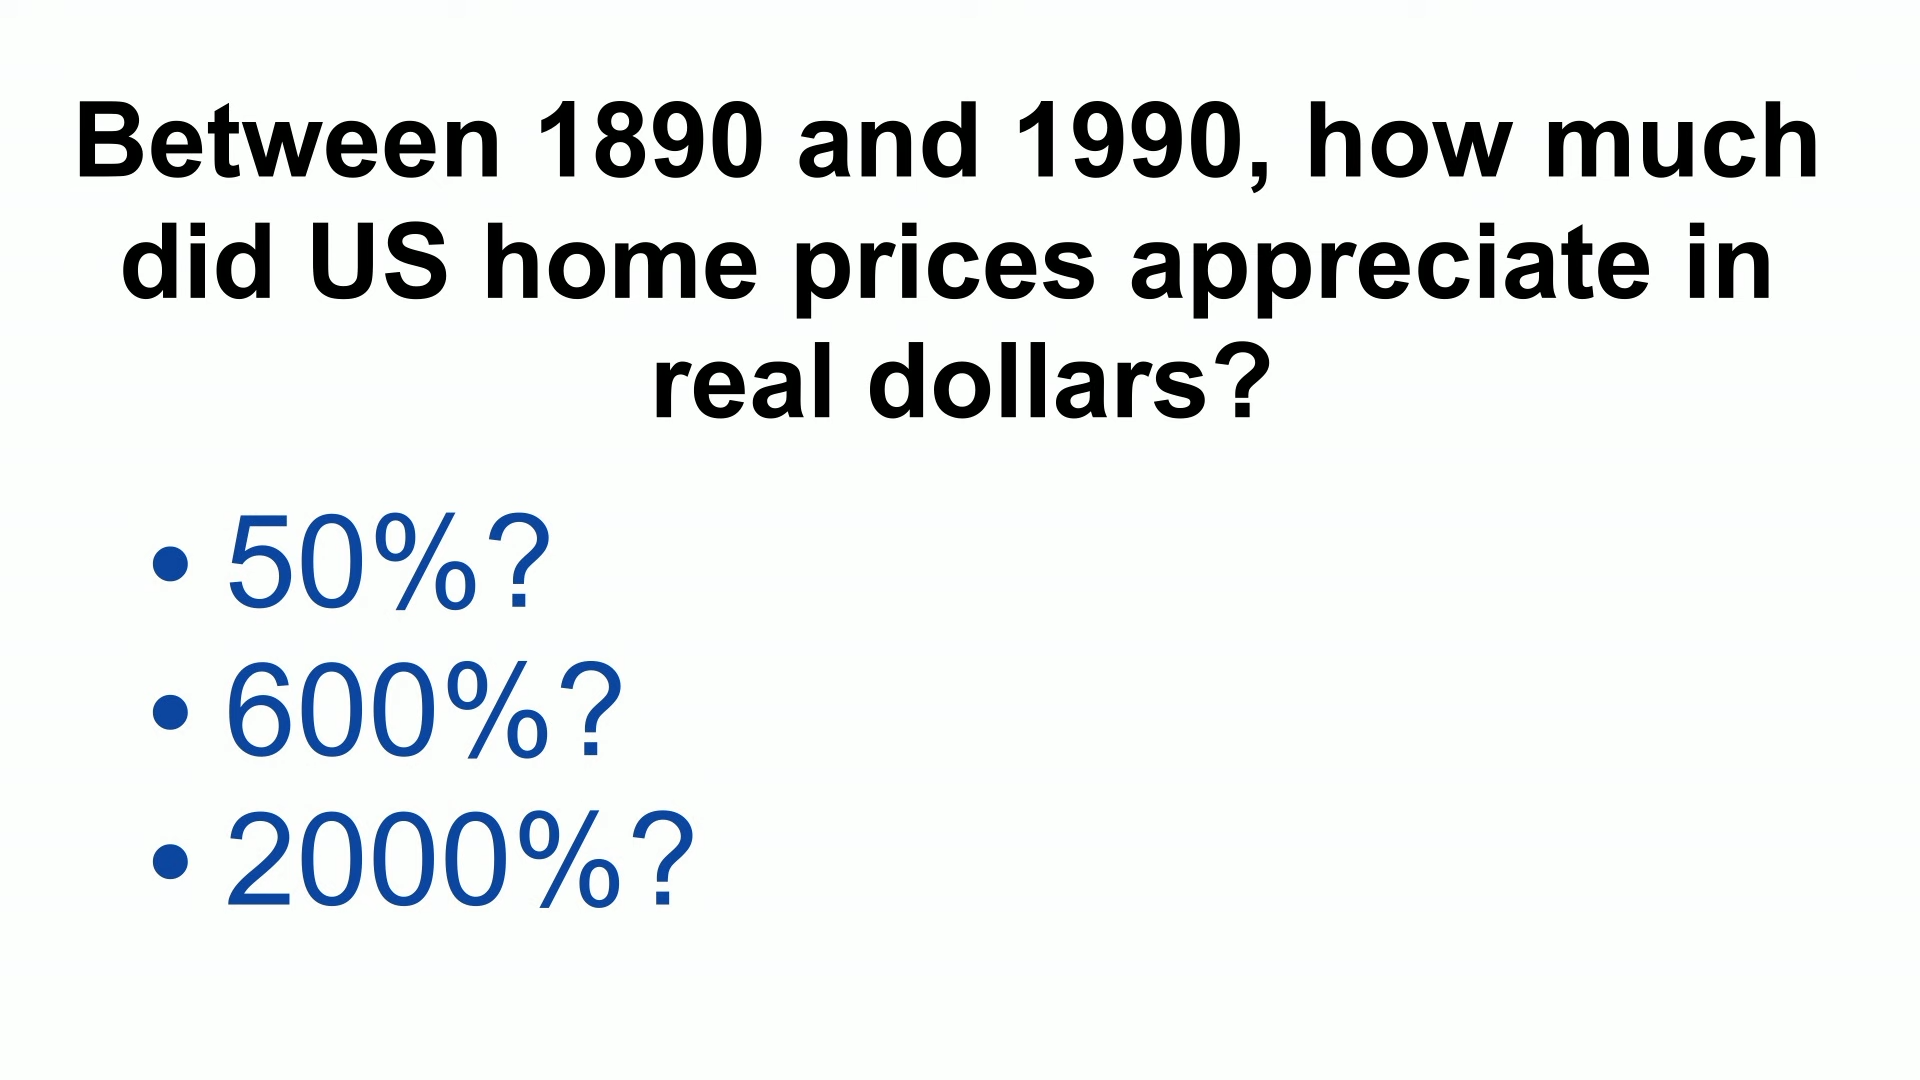 Between 1890 and 1990, how much
did US home prices appreciate in
real dollars?
• 50%?
• 600%?
• 2000%?